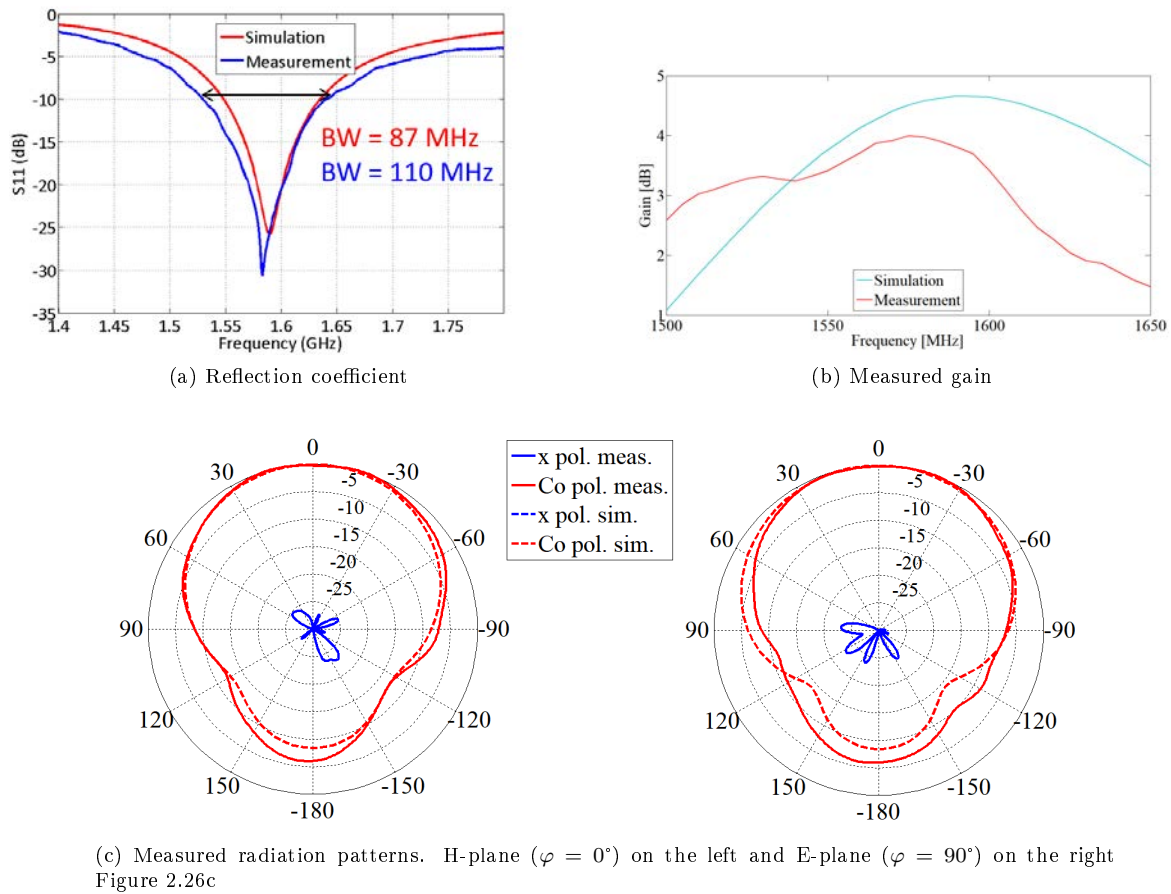 0
-5
-10
-15
-20
-25
-30
-35
S11 (dB)
Simulation
Measurement
BW = 87 MHz
BW = 110 MHz
1.4 1.45 1.5 1.55 1.6 1.65 1.7 1.75
Frequency (GHz)
(a) Reflection coefficient
5
4
3
2
1
Gain [dB]
Simulation
Measurement
1500 1550 1600 1650
Frequency [MHz]
(b) Measured gain
0
30 -30
60 -60
90 -90
120 -120
150 -150
-180
-5
-10
-15
-20
-25
x pol. meas.
Co pol. meas.
x pol. sim.
Co pol. sim.
0
30 -30
60 -60
90 -90
120 -120
150 -150
-180
-5
-10
-15
-20
-25
(c) Measured radiation patterns. H-plane (φ = 0°) on the left and E-plane (φ = 90°) on the right
Figure 2.26c